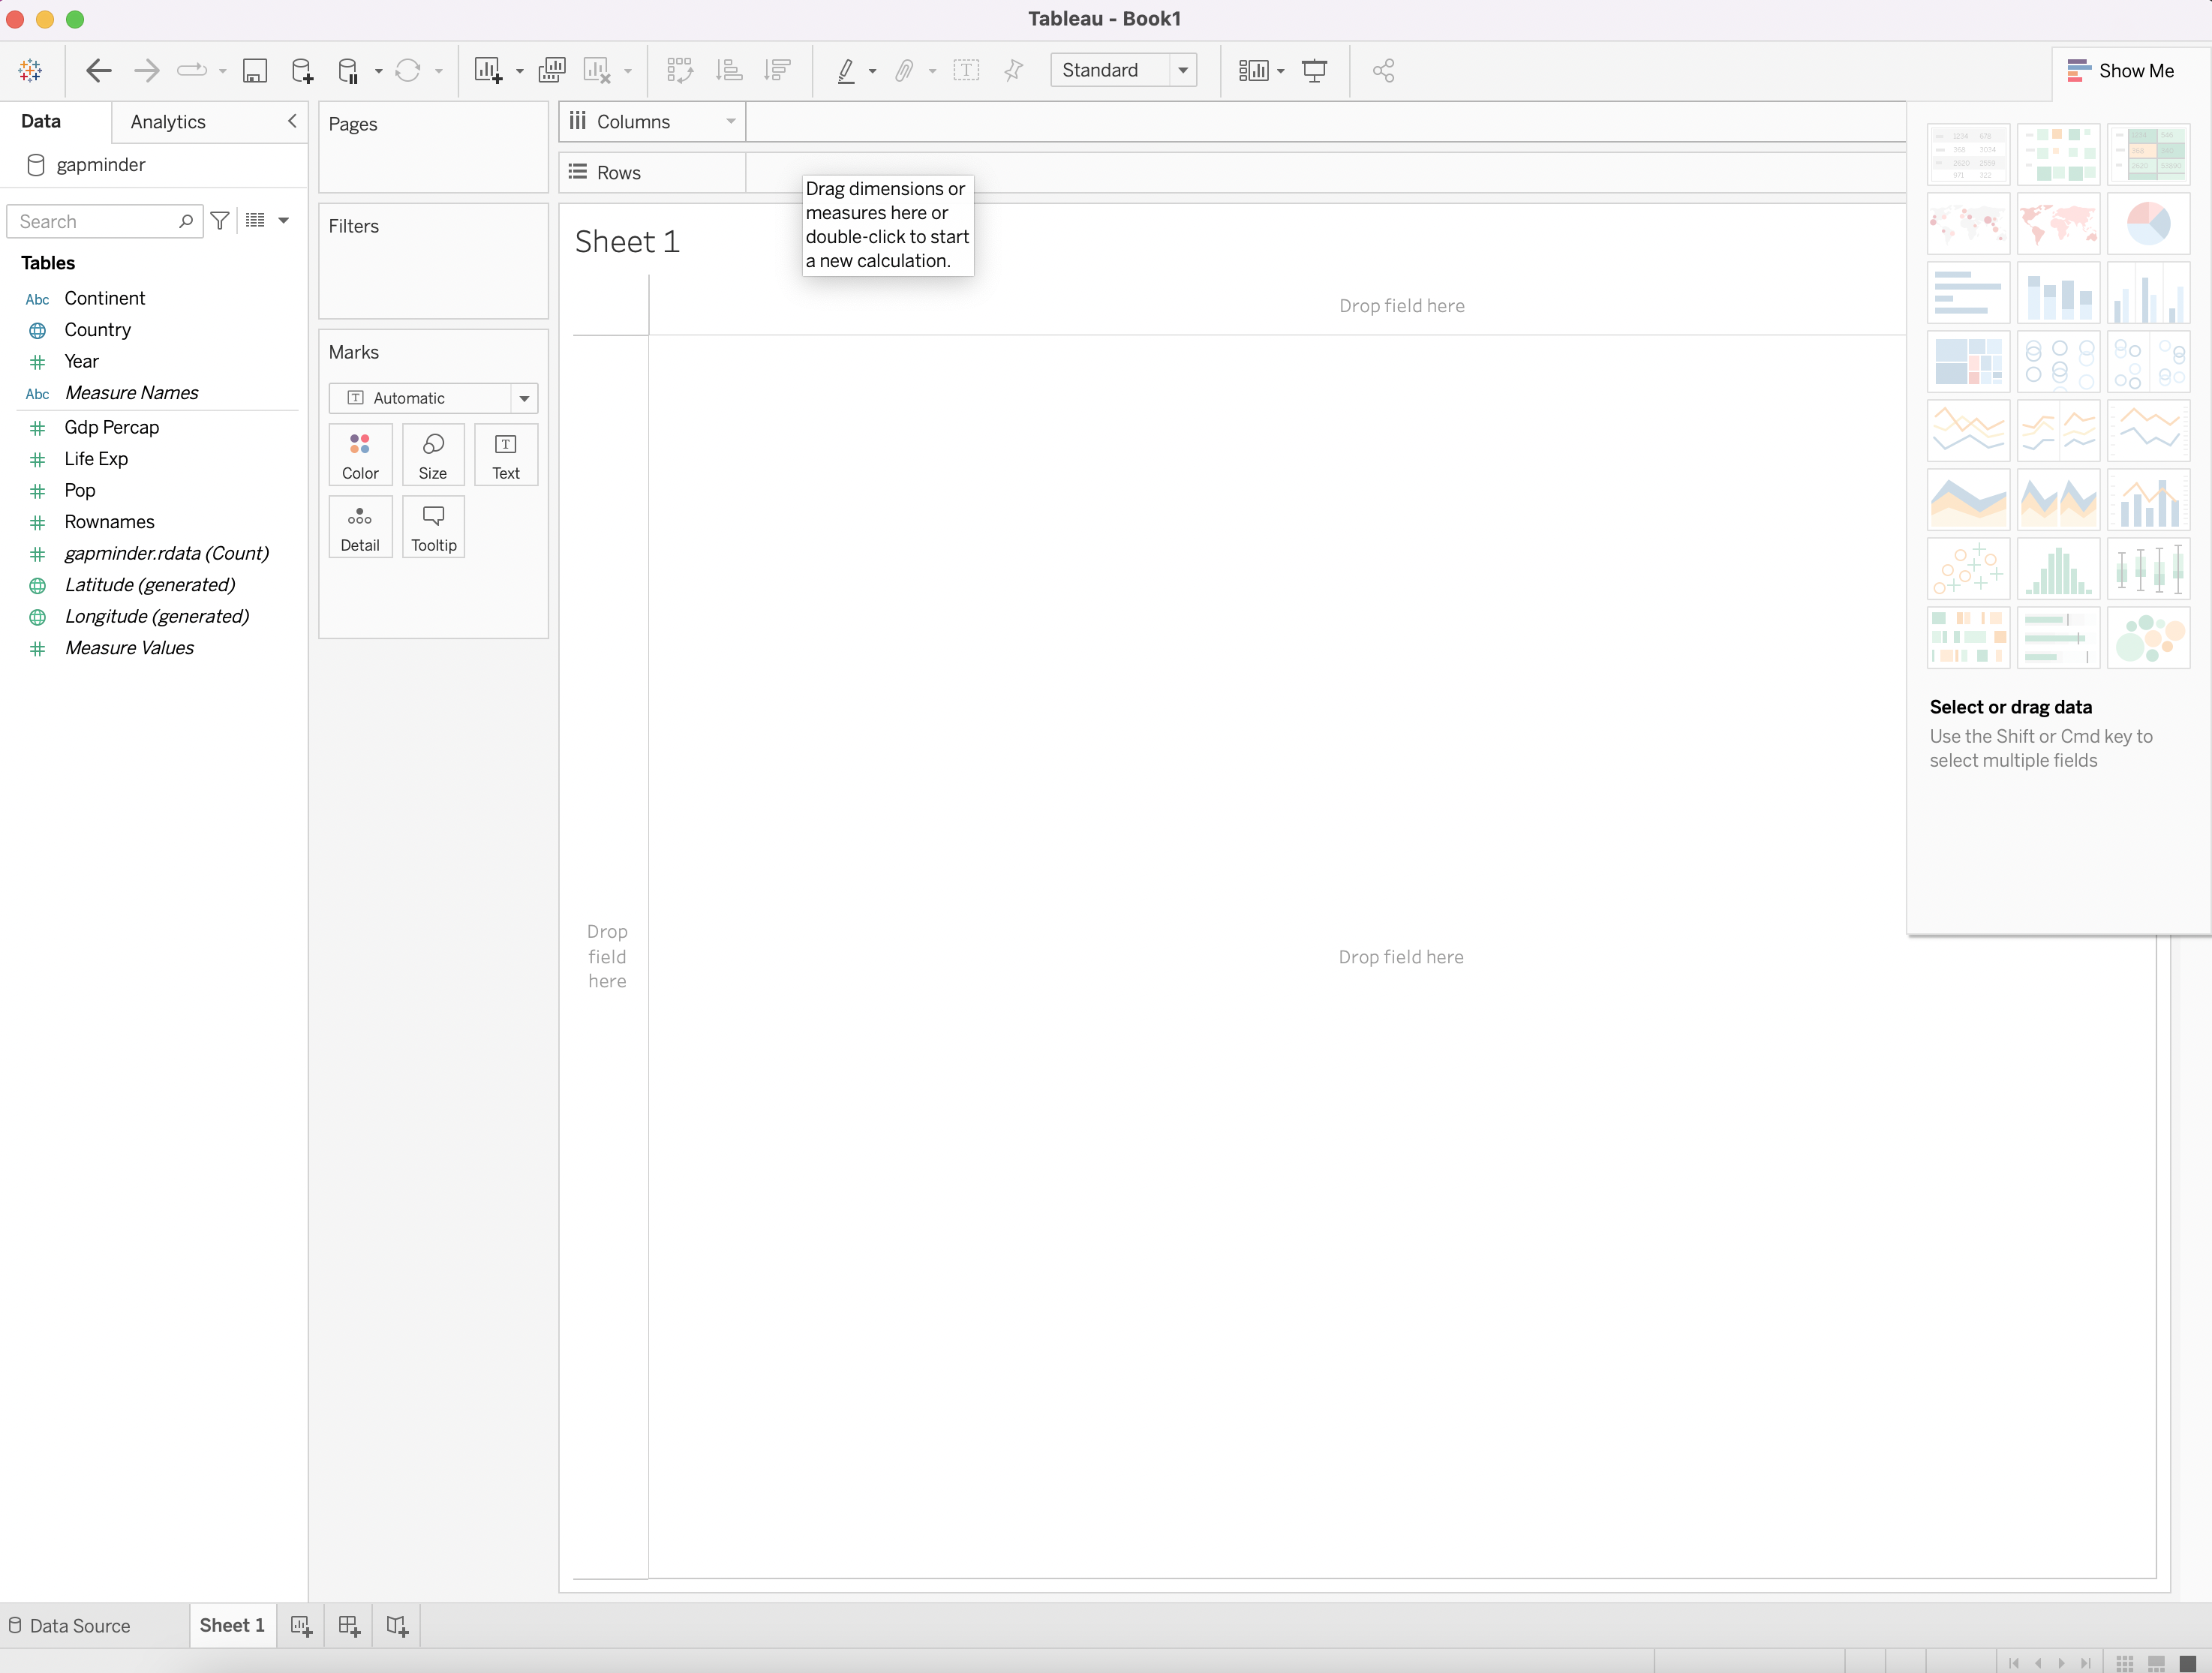 Tableau - Book1
Standard
Show Me
Data
Analytics
gapminder
Search
Tables
Abc Continent
Country
Year
Abc Measure Names
Gdp Percap
Life Exp
Pop
Rownames
gapminder.rdata (Count)
Latitude (generated)
Longitude (generated)
Measure Values
Pages
Filters
Marks
Automatic
Color
Size
Text
Detail
Tooltip
Columns
Rows
Drag dimensions or
measures here or
double-click to start
a new calculation.
Sheet 1
Drop field here
Drop
field
here
Drop field here
Select or drag data
Use the Shift or Cmd key to
select multiple fields
Data Source
Sheet 1